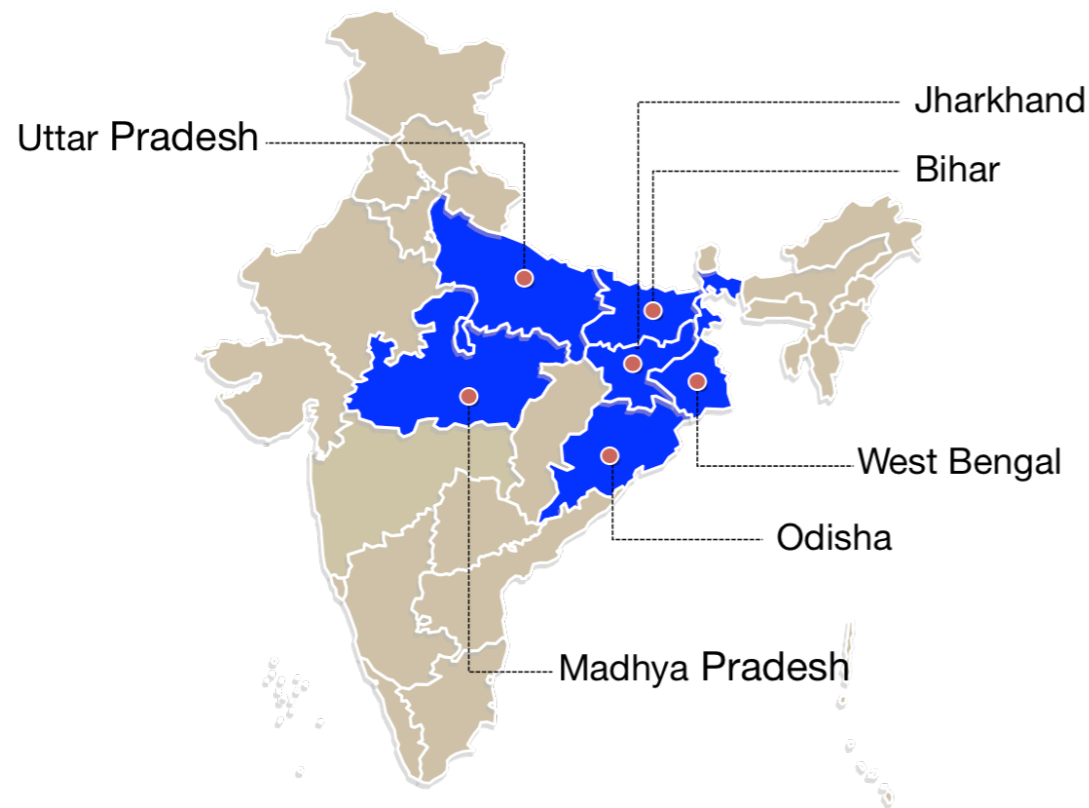 Jharkhand
Uttar Pradesh
Bihar
West Bengal
Odisha
Madhya Pradesh